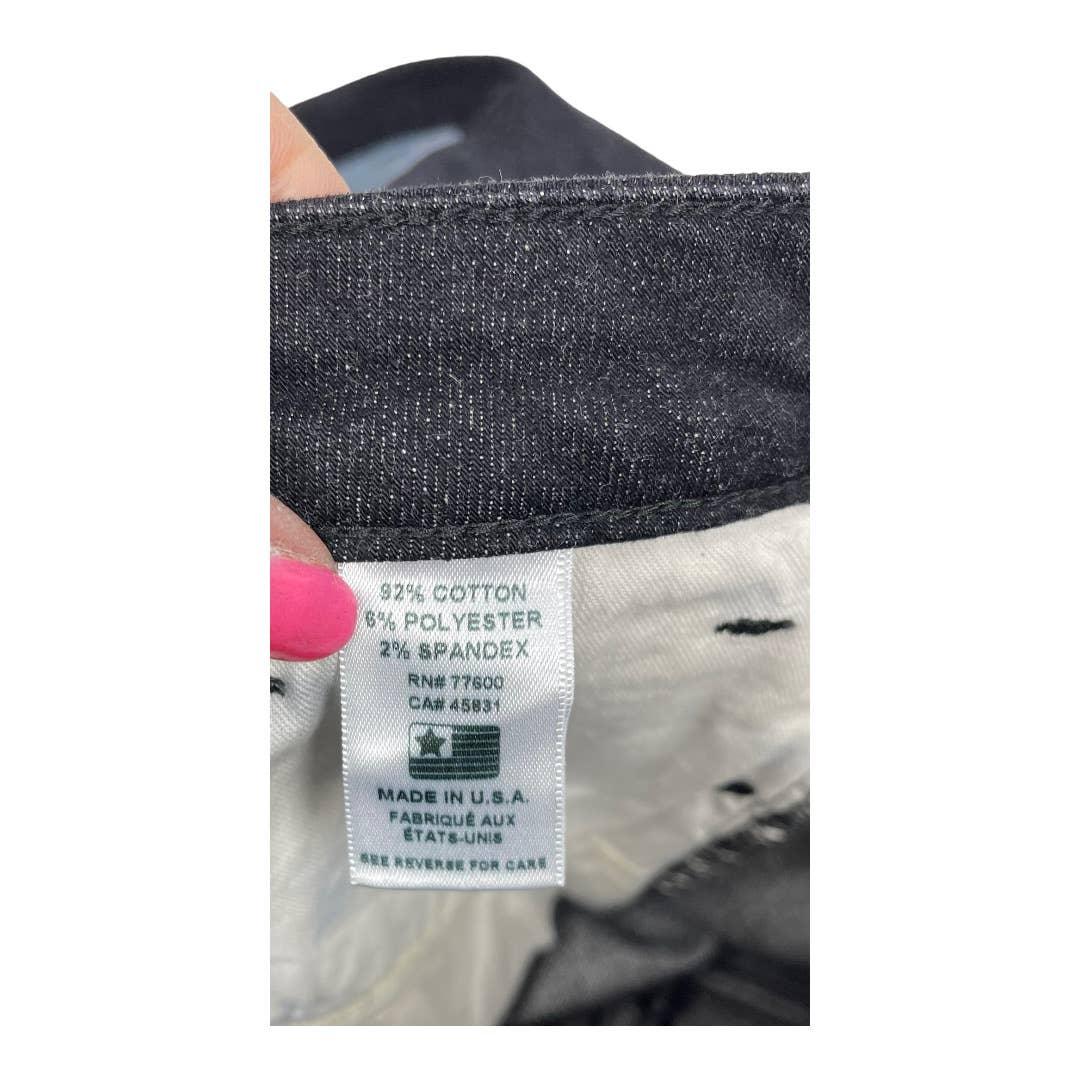 92% COTTON
6% POLYESTER
2% SPANDEX
RN# 77600
CA# 45831
MADE IN U.S.A.
FABRIQUÉ AUX
ÉTATS-UNIS
SEE REVERSE FOR CARE